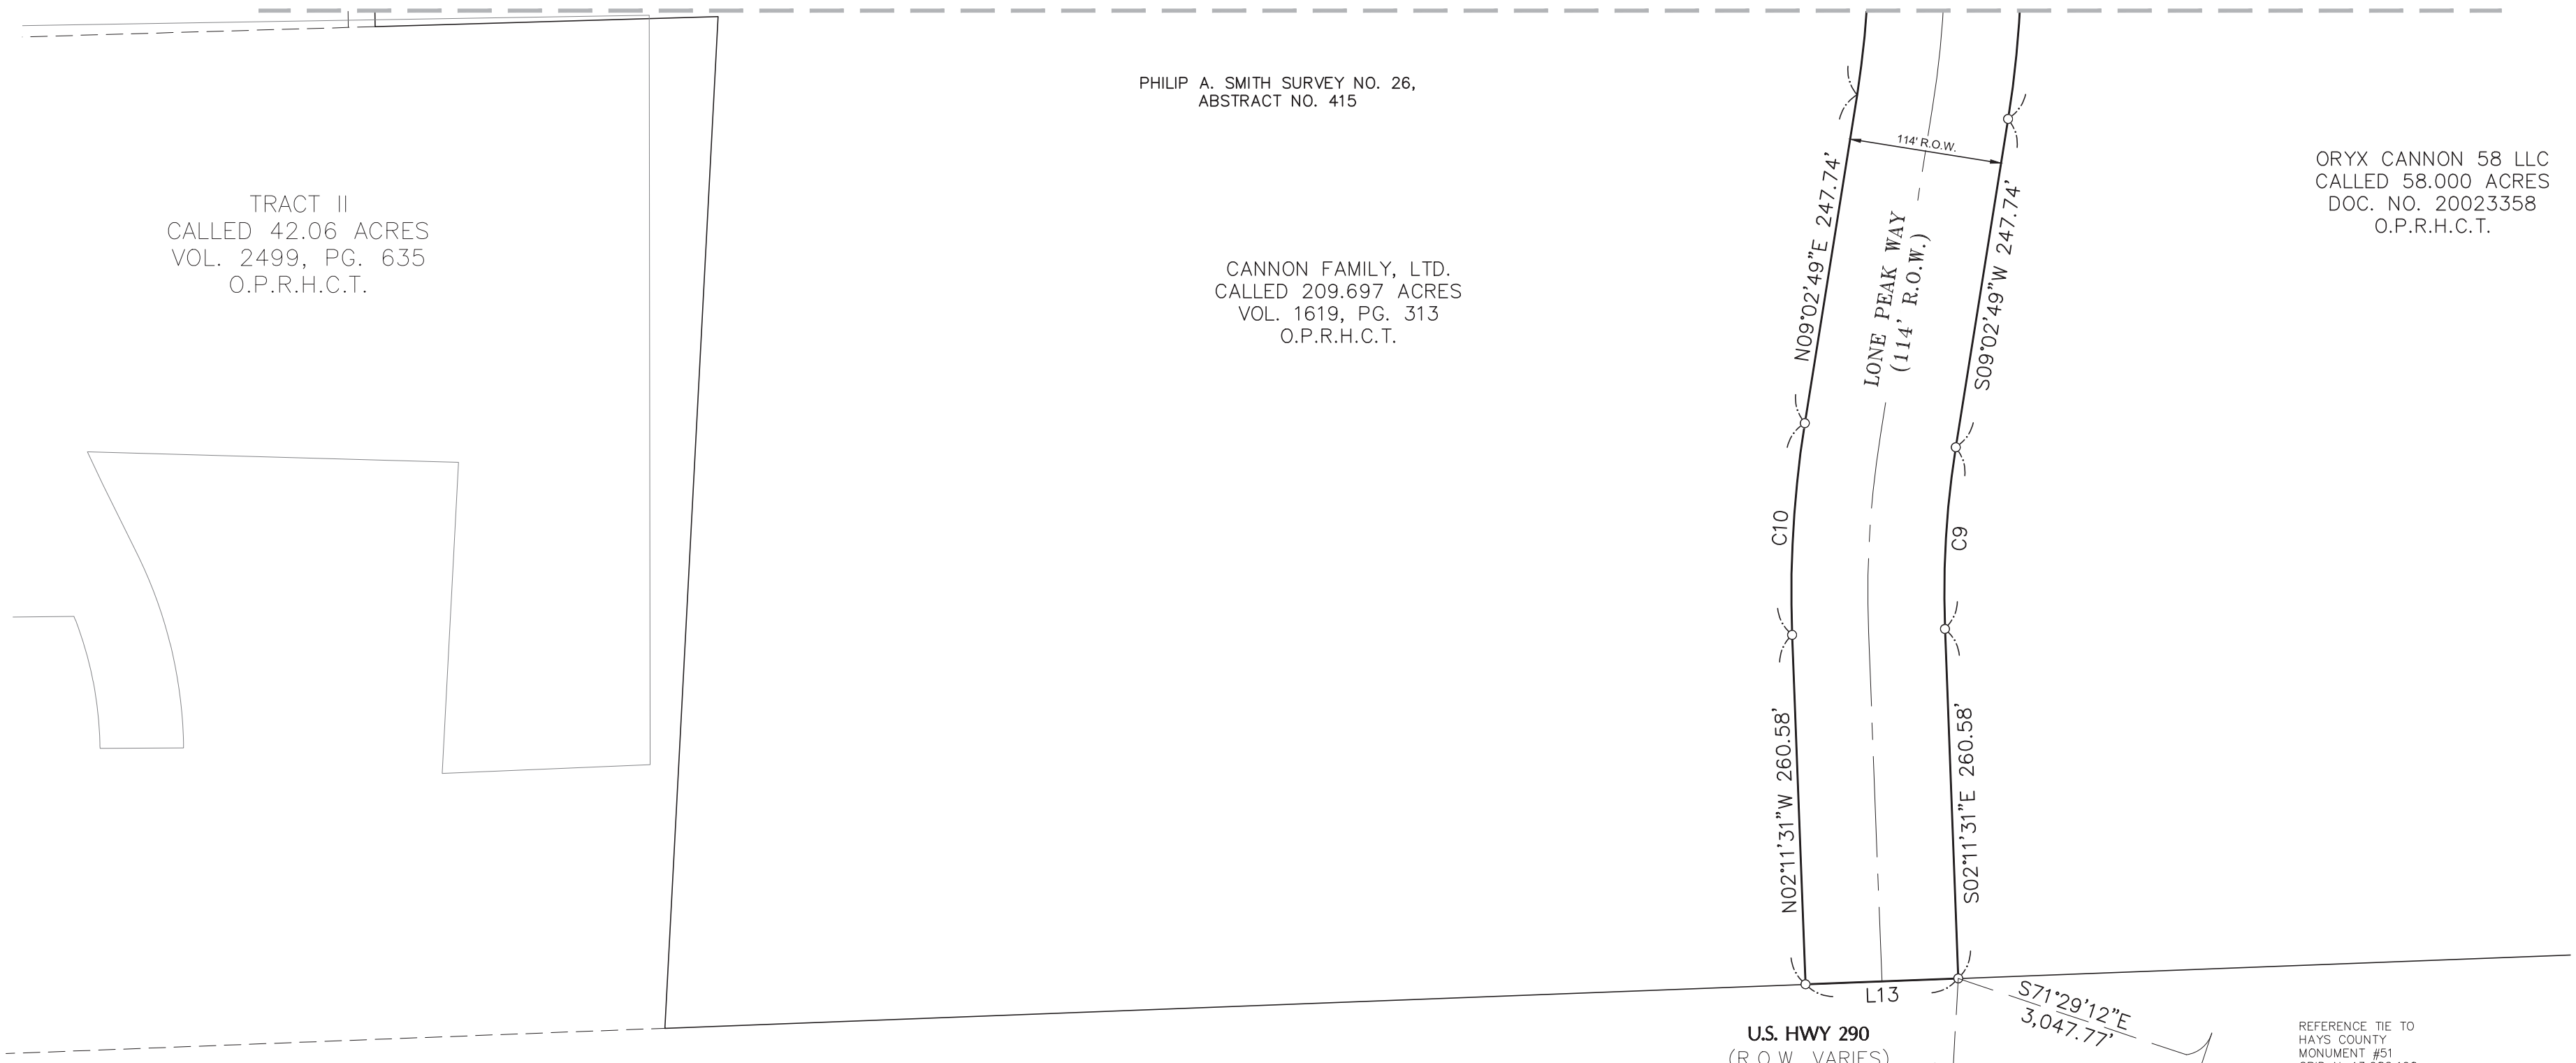 PHILIP A. SMITH SURVEY NO. 26,
ABSTRACT NO. 415
114' R.O.W.
ORYX CANNON 58 LLC
CALLED 58.000 ACRES
DOC. NO. 20023358
O.P.R.H.C.T.
TRACT II
CALLED 42.06 ACRES
VOL. 2499, PG. 635
O.P.R.H.C.T.
CANNON FAMILY, LTD.
CALLED 209.697 ACRES
VOL. 1619, PG. 313
O.P.R.H.C.T.
N09°02'49"E 247.74'
LONE PEAK WAY
(114' R.O.W.)
S09°02'49"W 247.74'
C10
C9
N02°11'31"W 260.58'
S02°11'31"E 260.58'
L13
S71°29'12"E
3,047.77'
U.S. HWY 290
(R.O.W. VARIES)
REFERENCE TIE TO
HAYS COUNTY
MONUMENT #51